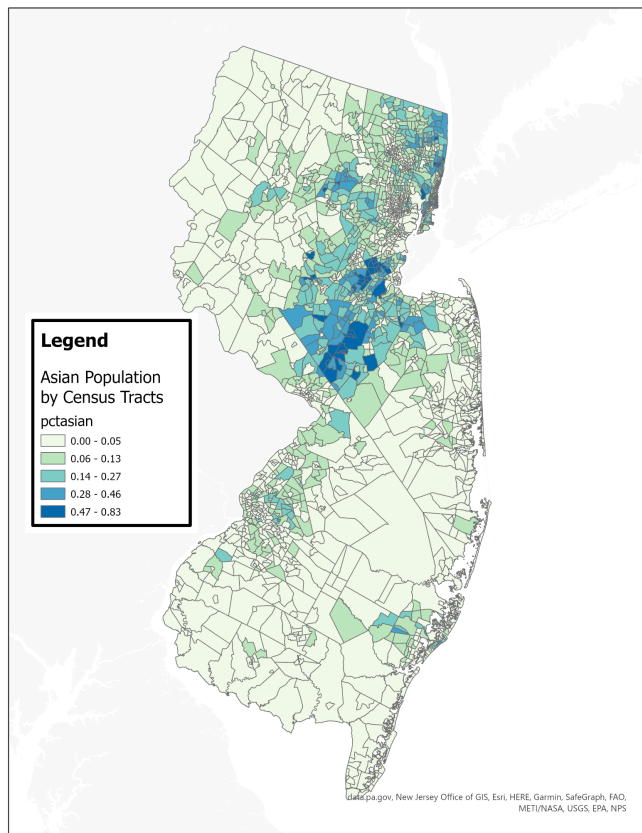 Legend
Asian Population
by Census Tracts
pctasian
0.00 - 0.05
0.06 - 0.13
0.14 - 0.27
0.28 - 0.46
0.47 - 0.83
data.pa.gov, New Jersey Office of GIS, Esri, HERE, Garmin, SafeGraph, FAO,
METI/NASA, USGS, EPA, NPS